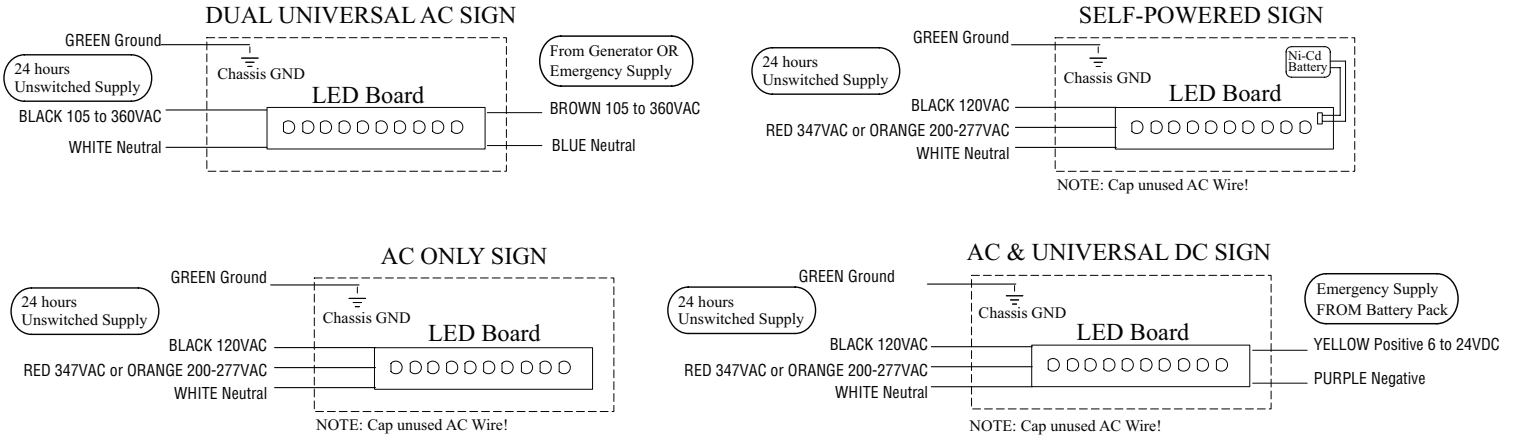 DUAL UNIVERSAL AC SIGN
GREEN Ground
24 hours
Unswitched Supply
Chassis GND
From Generator OR
Emergency Supply
LED Board
BLACK 105 to 360VAC
BROWN 105 to 360VAC
WHITE Neutral
BLUE Neutral
SELF-POWERED SIGN
GREEN Ground
24 hours
Unswitched Supply
Chassis GND
Ni-Cd
Battery
LED Board
BLACK 120VAC
RED 347VAC or ORANGE 200-277VAC
WHITE Neutral
NOTE: Cap unused AC Wire!
AC ONLY SIGN
GREEN Ground
24 hours
Unswitched Supply
Chassis GND
LED Board
BLACK 120VAC
RED 347VAC or ORANGE 200-277VAC
WHITE Neutral
NOTE: Cap unused AC Wire!
AC & UNIVERSAL DC SIGN
GREEN Ground
24 hours
Unswitched Supply
Chassis GND
Emergency Supply
FROM Battery Pack
LED Board
BLACK 120VAC
YELLOW Positive 6 to 24VDC
RED 347VAC or ORANGE 200-277VAC
PURPLE Negative
WHITE Neutral
NOTE: Cap unused AC Wire!